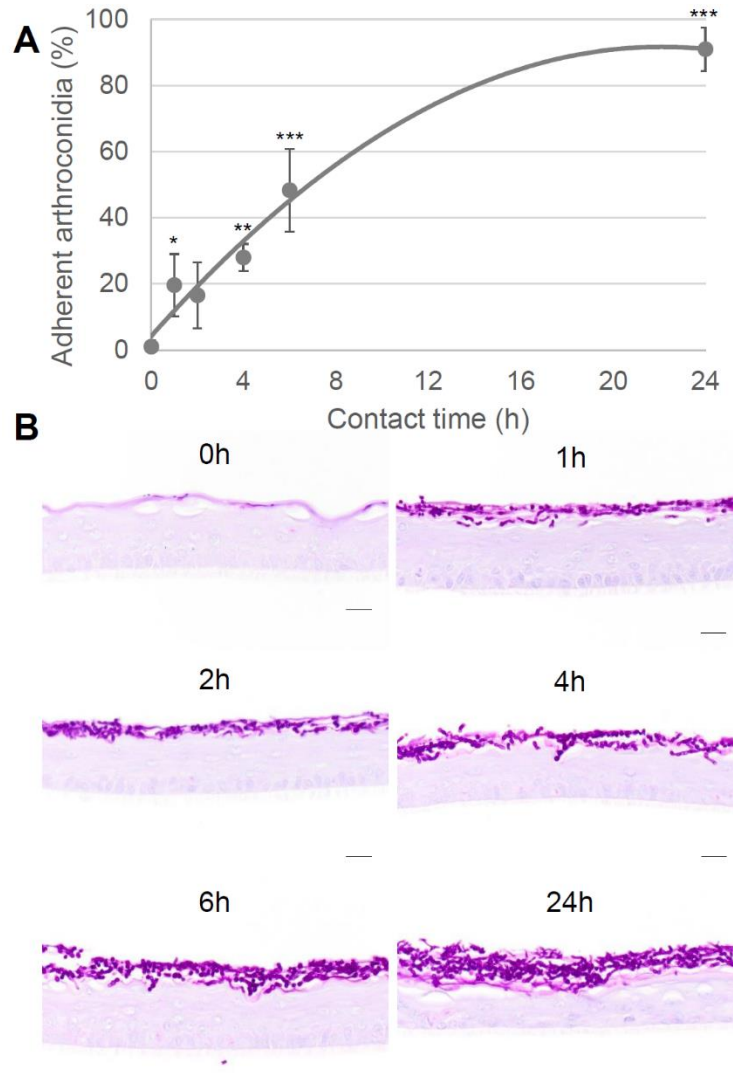 A
Adherent arthroconidia (%)
100
80
60
40
20
0
*
**
***
***
0 4 8 12 16 20 24
Contact time (h)
B
0h 1h
2h 4h
6h 24h